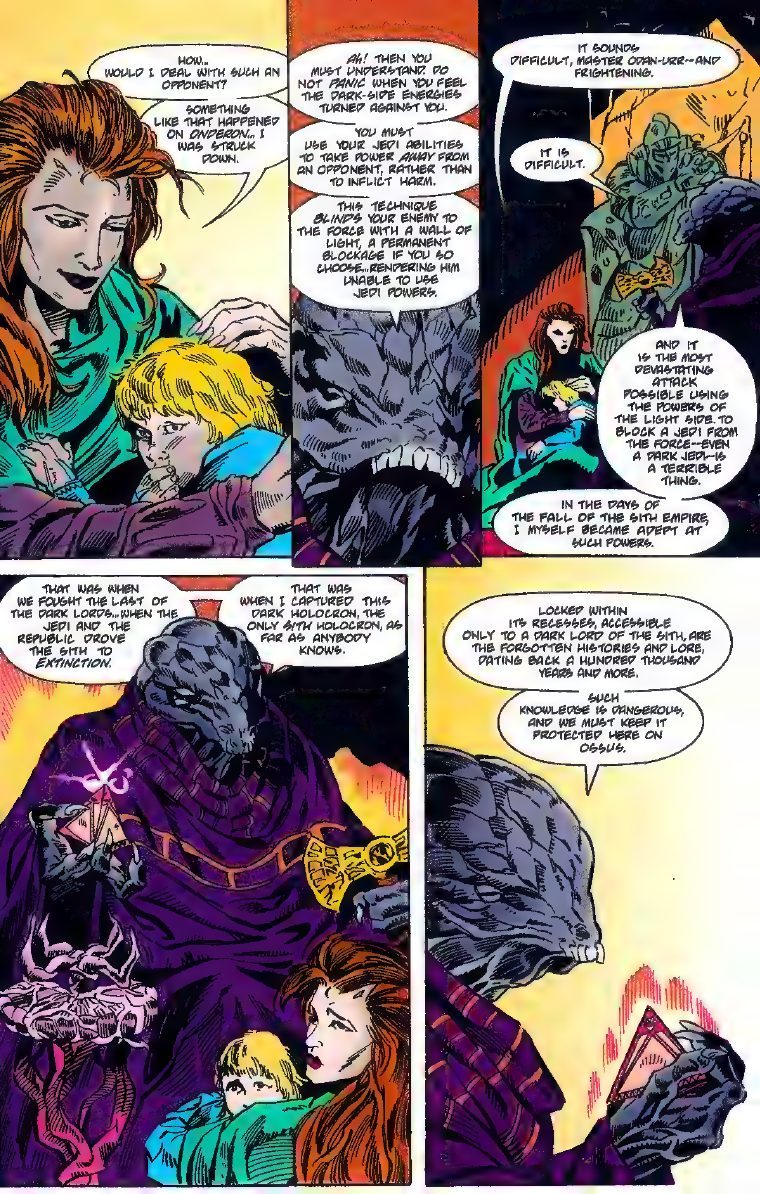 HOW...
WOULD I DEAL WITH SUCH AN
OPPONENT?
SOMETHING
LIKE THAT HAPPENED
ON ONDERON... I
WAS STRUCK
DOWN.
AH! THEN YOU
MUST UNDERSTAND. DO
NOT PANIC WHEN YOU FEEL
THE DARK-SIDE ENERGIES
TURNED AGAINST YOU.
YOU MUST
USE YOUR JEDI ABILITIES
TO TAKE POWER AWAY FROM
AN OPPONENT, RATHER THAN
TO INFLICT HARM.
THIS TECHNIQUE
BLINDS YOUR ENEMY TO
THE FORCE WITH A WALL OF
LIGHT, A PERMANENT
BLOCKAGE IF YOU SO
CHOOSE...RENDERING HIM
UNABLE TO USE
JEDI POWERS.
IT SOUNDS
DIFFICULT, MASTER ODAN-URR--AND
FRIGHTENING.
IT IS
DIFFICULT.
AND IT
IS THE MOST
DEVASTATING
ATTACK
POSSIBLE USING
THE POWERS OF
THE LIGHT SIDE. TO
BLOCK A JEDI FROM
THE FORCE--EVEN
A DARK JEDI--IS
A TERRIBLE
THING.
IN THE DAYS OF
THE FALL OF THE SITH EMPIRE,
I MYSELF BECAME ADEPT AT
SUCH POWERS.
THAT WAS WHEN
WE FOUGHT THE LAST OF
THE DARK LORDS...WHEN THE
JEDI AND THE
REPUBLIC DROVE
THE SITH TO
EXTINCTION.
THAT WAS
WHEN I CAPTURED THIS
DARK HOLOCRON, THE
ONLY SITH HOLOCRON, AS
FAR AS ANYBODY
KNOWS.
LOCKED WITHIN
ITS RECESSES, ACCESSIBLE
ONLY TO A DARK LORD OF THE SITH, ARE
THE FORGOTTEN HISTORIES AND LORE,
DATING BACK A HUNDRED THOUSAND
YEARS AND MORE.
SUCH
KNOWLEDGE IS DANGEROUS,
AND WE MUST KEEP IT
PROTECTED HERE ON
OSSUS.